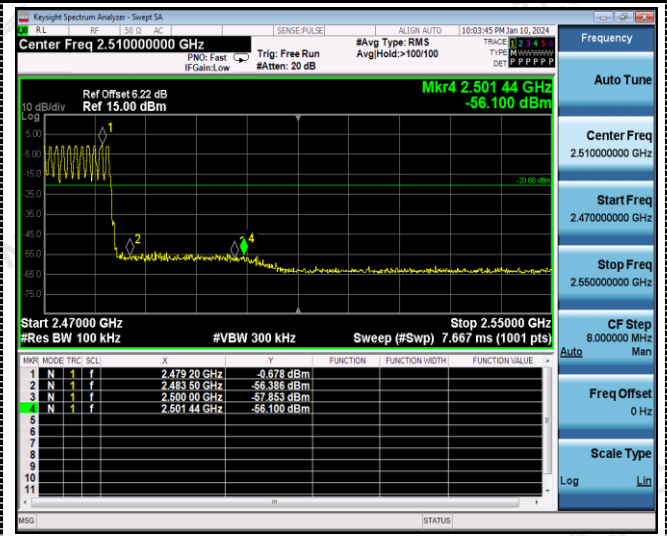 Keysight Spectrum Analyzer - Swept SA
RL RF 50 Ω AC SENSE:PULSE ALIGN AUTO 10:03:45 PM Jan 10, 2024
Center Freq 2.510000000 GHz
PNO: Fast
IFGain:Low
Trig: Free Run
#Atten: 20 dB
#Avg Type: RMS
Avg|Hold:>100/100
TRACE 1 2 3 4 5 6
TYPE M W W W W W
DET P P P P P P
Ref Offset 6.22 dB
10 dB/div Ref 15.00 dBm
Log
Mkr4 2.501 44 GHz
-56.100 dBm
5.00
-5.00
-15.0
-25.0
-35.0
-45.0
-55.0
-65.0
-75.0
1
2
4
-20.68 dBm
Start 2.47000 GHz Stop 2.55000 GHz
#Res BW 100 kHz #VBW 300 kHz Sweep (#Swp) 7.667 ms (1001 pts)
MKR MODE TRC SCL X Y FUNCTION FUNCTION WIDTH FUNCTION VALUE
1 N 1 f 2.479 20 GHz -0.678 dBm
2 N 1 f 2.483 50 GHz -56.386 dBm
3 N 1 f 2.500 00 GHz -57.853 dBm
4 N 1 f 2.501 44 GHz -56.100 dBm
5
6
7
8
9
10
11
MSG STATUS
Frequency
Auto Tune
Center Freq
2.510000000 GHz
Start Freq
2.470000000 GHz
Stop Freq
2.550000000 GHz
CF Step
8.000000 MHz
Auto Man
Freq Offset
0 Hz
Scale Type
Log Lin